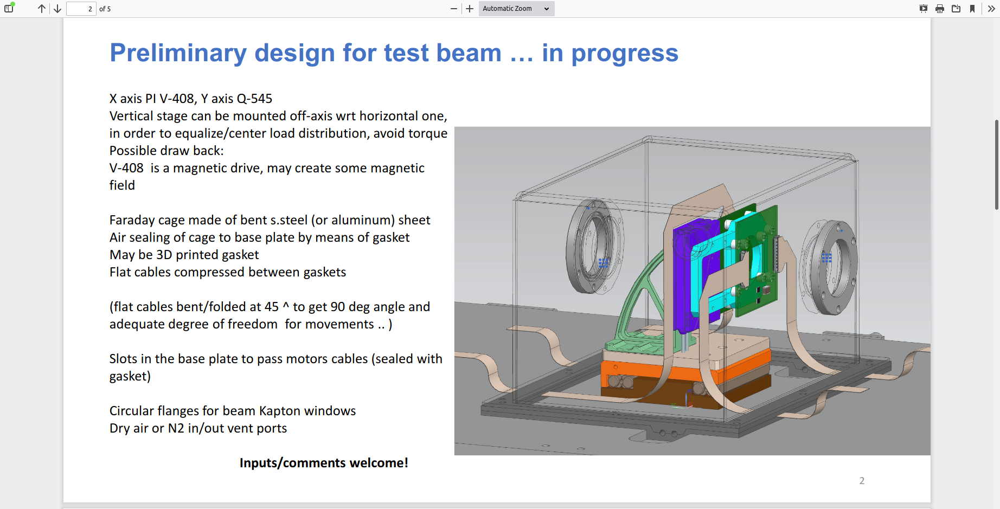 2 of 5
Automatic Zoom
Preliminary design for test beam … in progress
X axis PI V-408, Y axis Q-545
Vertical stage can be mounted off-axis wrt horizontal one,
in order to equalize/center load distribution, avoid torque
Possible draw back:
V-408  is a magnetic drive, may create some magnetic
field
Faraday cage made of bent s.steel (or aluminum) sheet
Air sealing of cage to base plate by means of gasket
May be 3D printed gasket
Flat cables compressed between gaskets
(flat cables bent/folded at 45 ^ to get 90 deg angle and
adequate degree of freedom  for movements .. )
Slots in the base plate to pass motors cables (sealed with
gasket)
Circular flanges for beam Kapton windows
Dry air or N2 in/out vent ports
Inputs/comments welcome!
2